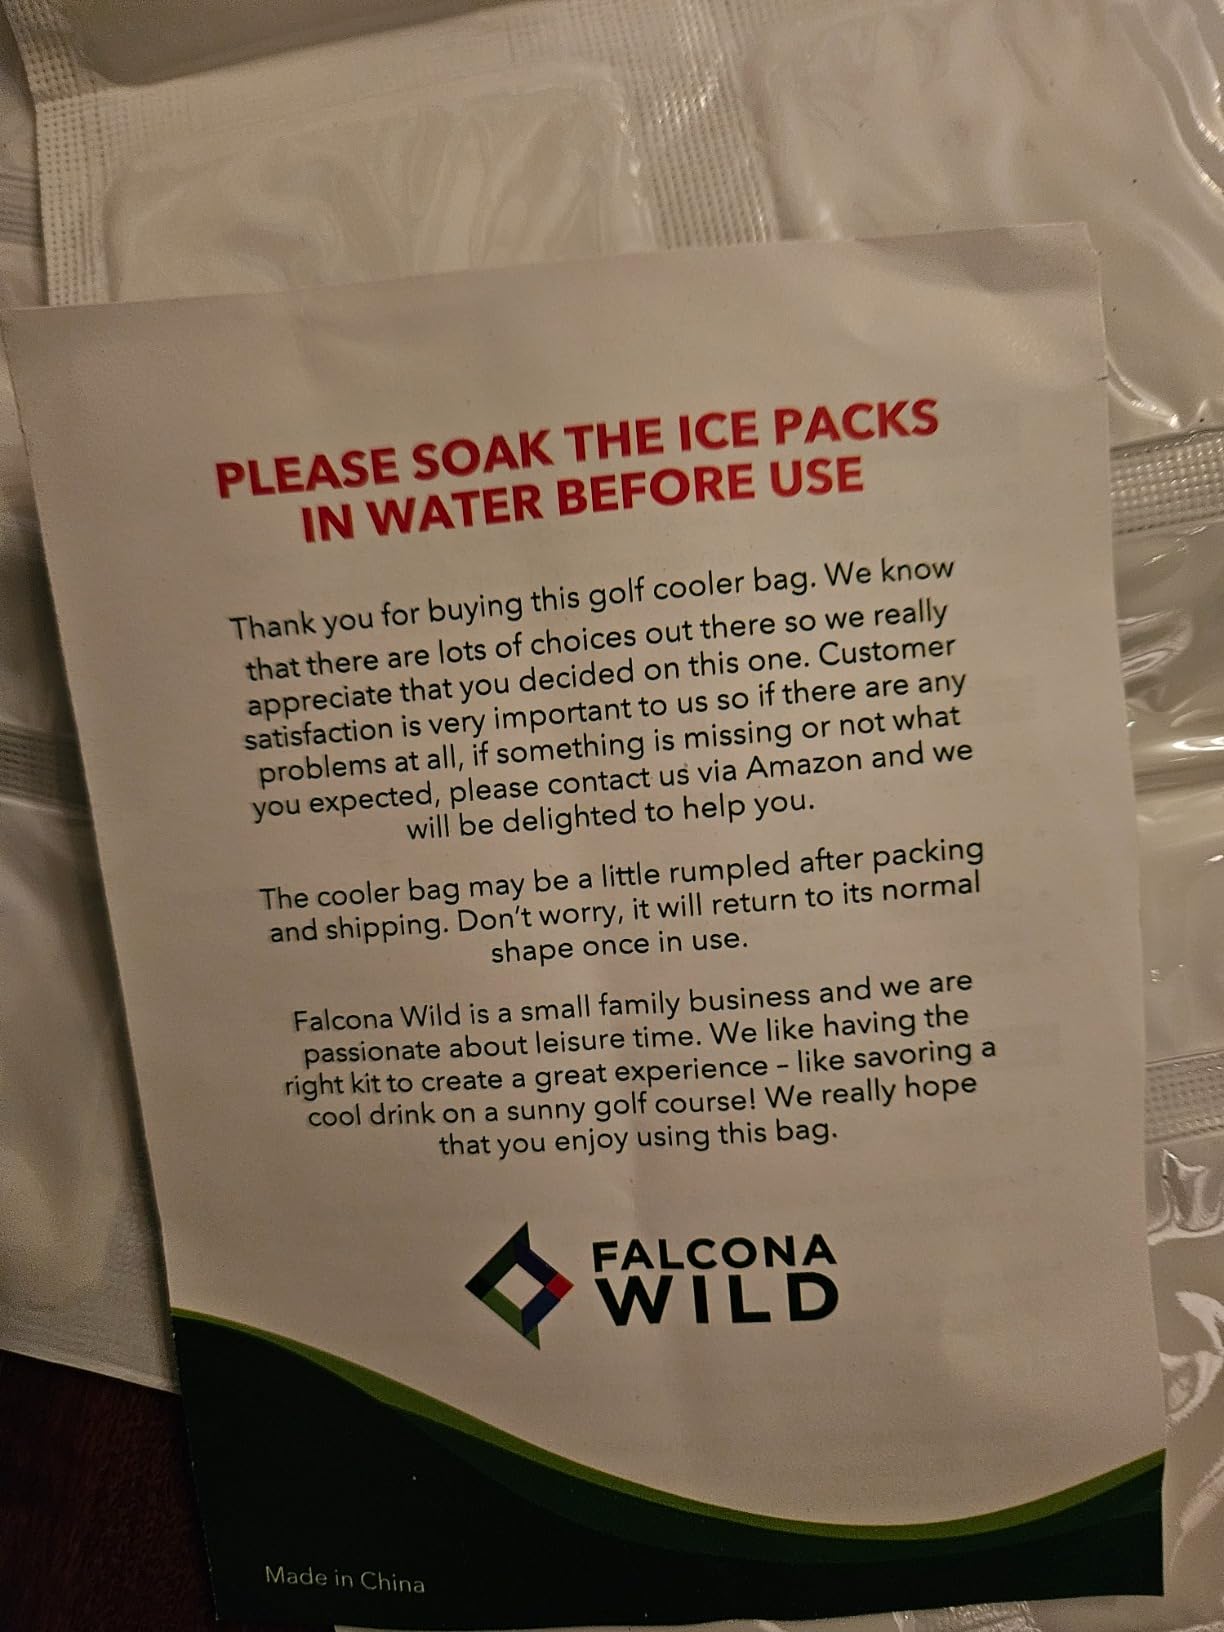 PLEASE SOAK THE ICE PACKS
IN WATER BEFORE USE
Thank you for buying this golf cooler bag. We know
that there are lots of choices out there so we really
appreciate that you decided on this one. Customer
satisfaction is very important to us so if there are any
problems at all, if something is missing or not what
you expected, please contact us via Amazon and we
will be delighted to help you.
The cooler bag may be a little rumpled after packing
and shipping. Don't worry, it will return to its normal
shape once in use.
Falcona Wild is a small family business and we are
passionate about leisure time. We like having the
right kit to create a great experience – like savoring a
cool drink on a sunny golf course! We really hope
that you enjoy using this bag.
FALCONA
WILD
Made in China